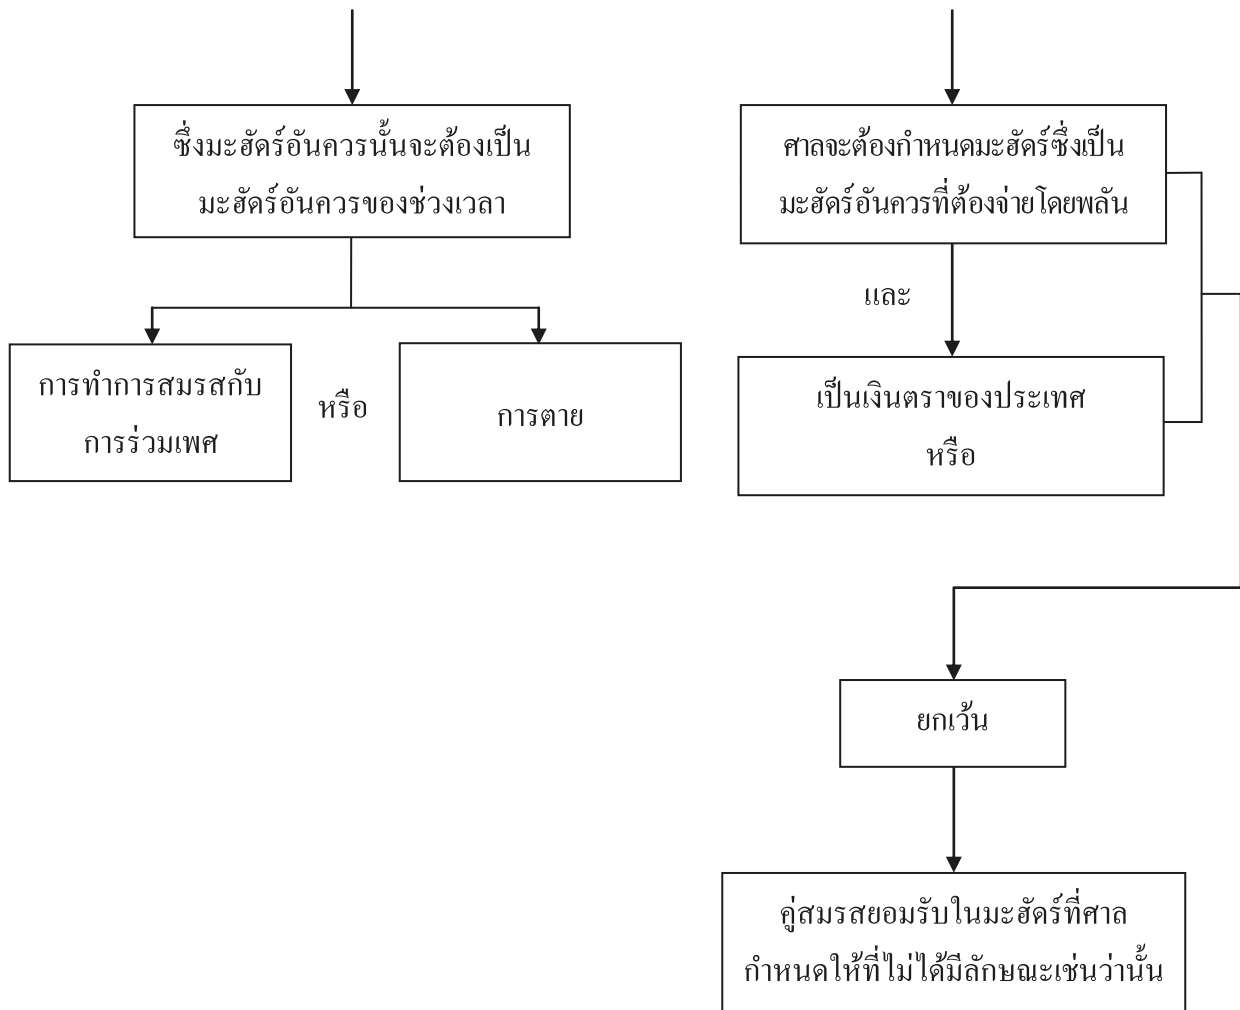 ซึ่งมะฮัดร์อันควรนั้นจะต้องเป็น
มะฮัดร์อันควรของช่วงเวลา
การทำการสมรสกับ
การร่วมเพศ
หรือ
การตาย
ศาลจะต้องกำหนดมะฮัดร์ซึ่งเป็น
มะฮัดร์อันควรที่ต้องจ่ายโดยพลัน
และ
เป็นเงินตราของประเทศ
หรือ
ยกเว้น
คู่สมรสยอมรับในมะฮัดร์ที่ศาล
กำหนดให้ที่ไม่ได้มีลักษณะเช่นว่านั้น